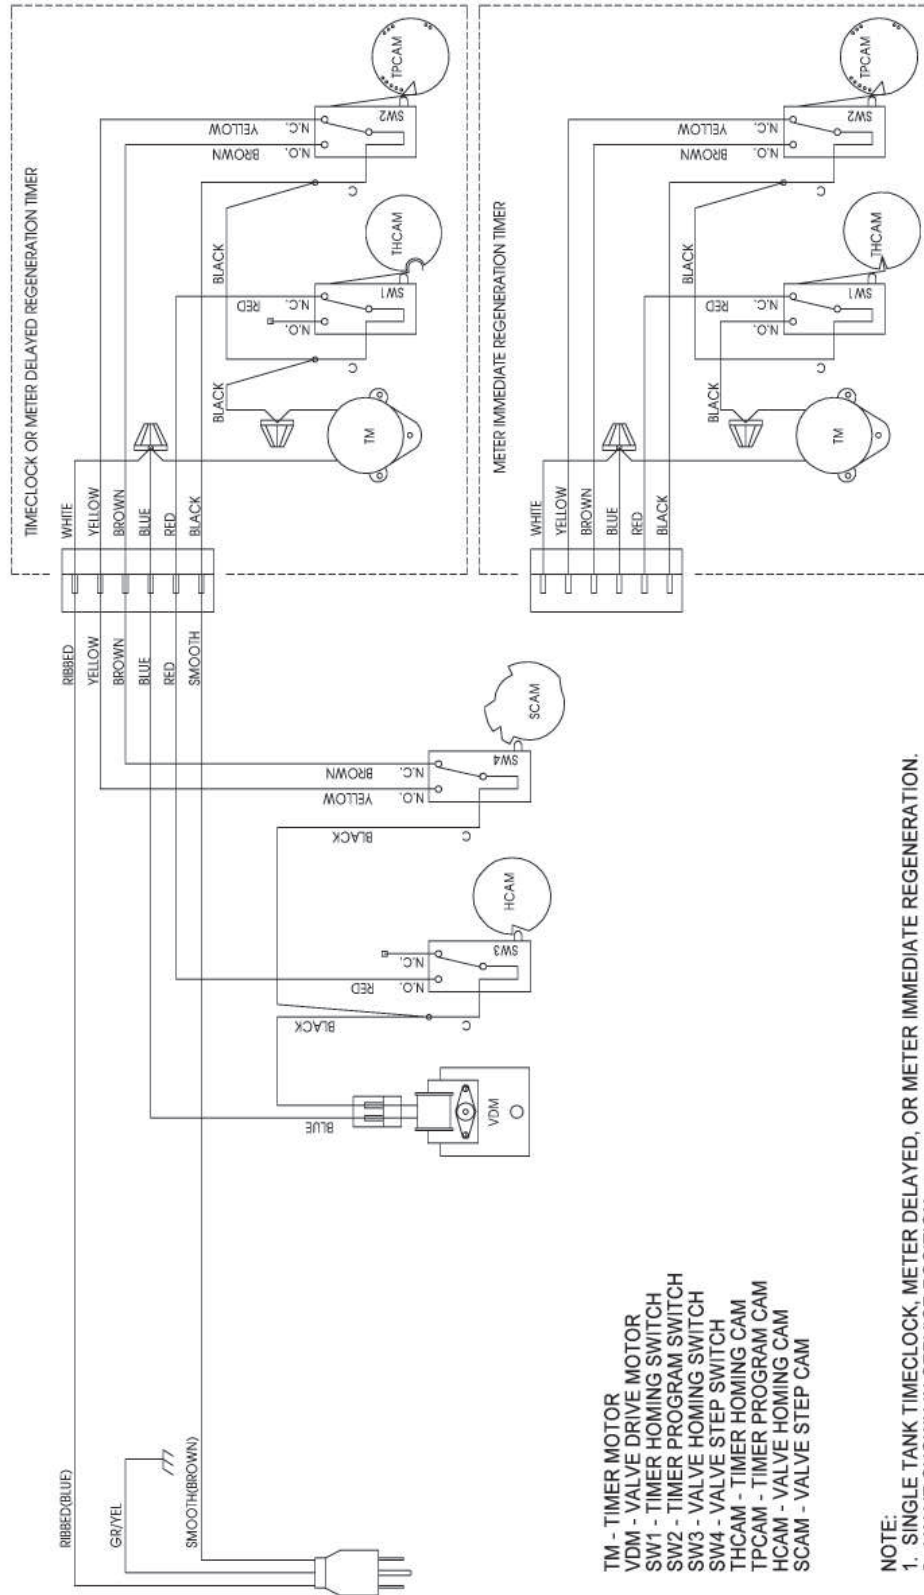 TIMECLOCK OR METER DELAYED REGENERATION TIMER
RIBBED(BLUE)
GR/YEL
SMOOTH(BROWN)
RIBBED
YELLOW
BROWN
BLUE
RED
SMOOTH
WHITE
YELLOW
BROWN
BLUE
RED
BLACK
BLACK
BLACK
TM
RED
N.O.
N.C.
SW1
C
THCAM
BROWN
YELLOW
N.O.
N.C.
SW2
C
TPCAM
BLUE
VDM
BLACK
RED
N.O.
N.C.
SW3
C
HCAM
BLACK
YELLOW
BROWN
N.O.
N.C.
SW4
C
SCAM
METER IMMEDIATE REGENERATION TIMER
WHITE
YELLOW
BROWN
BLUE
RED
BLACK
BLACK
BLACK
TM
RED
N.O.
N.C.
SW1
C
THCAM
BROWN
YELLOW
N.O.
N.C.
SW2
C
TPCAM
TM - TIMER MOTOR
VDM - VALVE DRIVE MOTOR
SW1 - TIMER HOMING SWITCH
SW2 - TIMER PROGRAM SWITCH
SW3 - VALVE HOMING SWITCH
SW4 - VALVE STEP SWITCH
THCAM - TIMER HOMING CAM
TPCAM - TIMER PROGRAM CAM
HCAM - VALVE HOMING CAM
SCAM - VALVE STEP CAM
NOTE:
1. SINGLE TANK TIMECLOCK, METER DELAYED, OR METER IMMEDIATE REGENERATION.